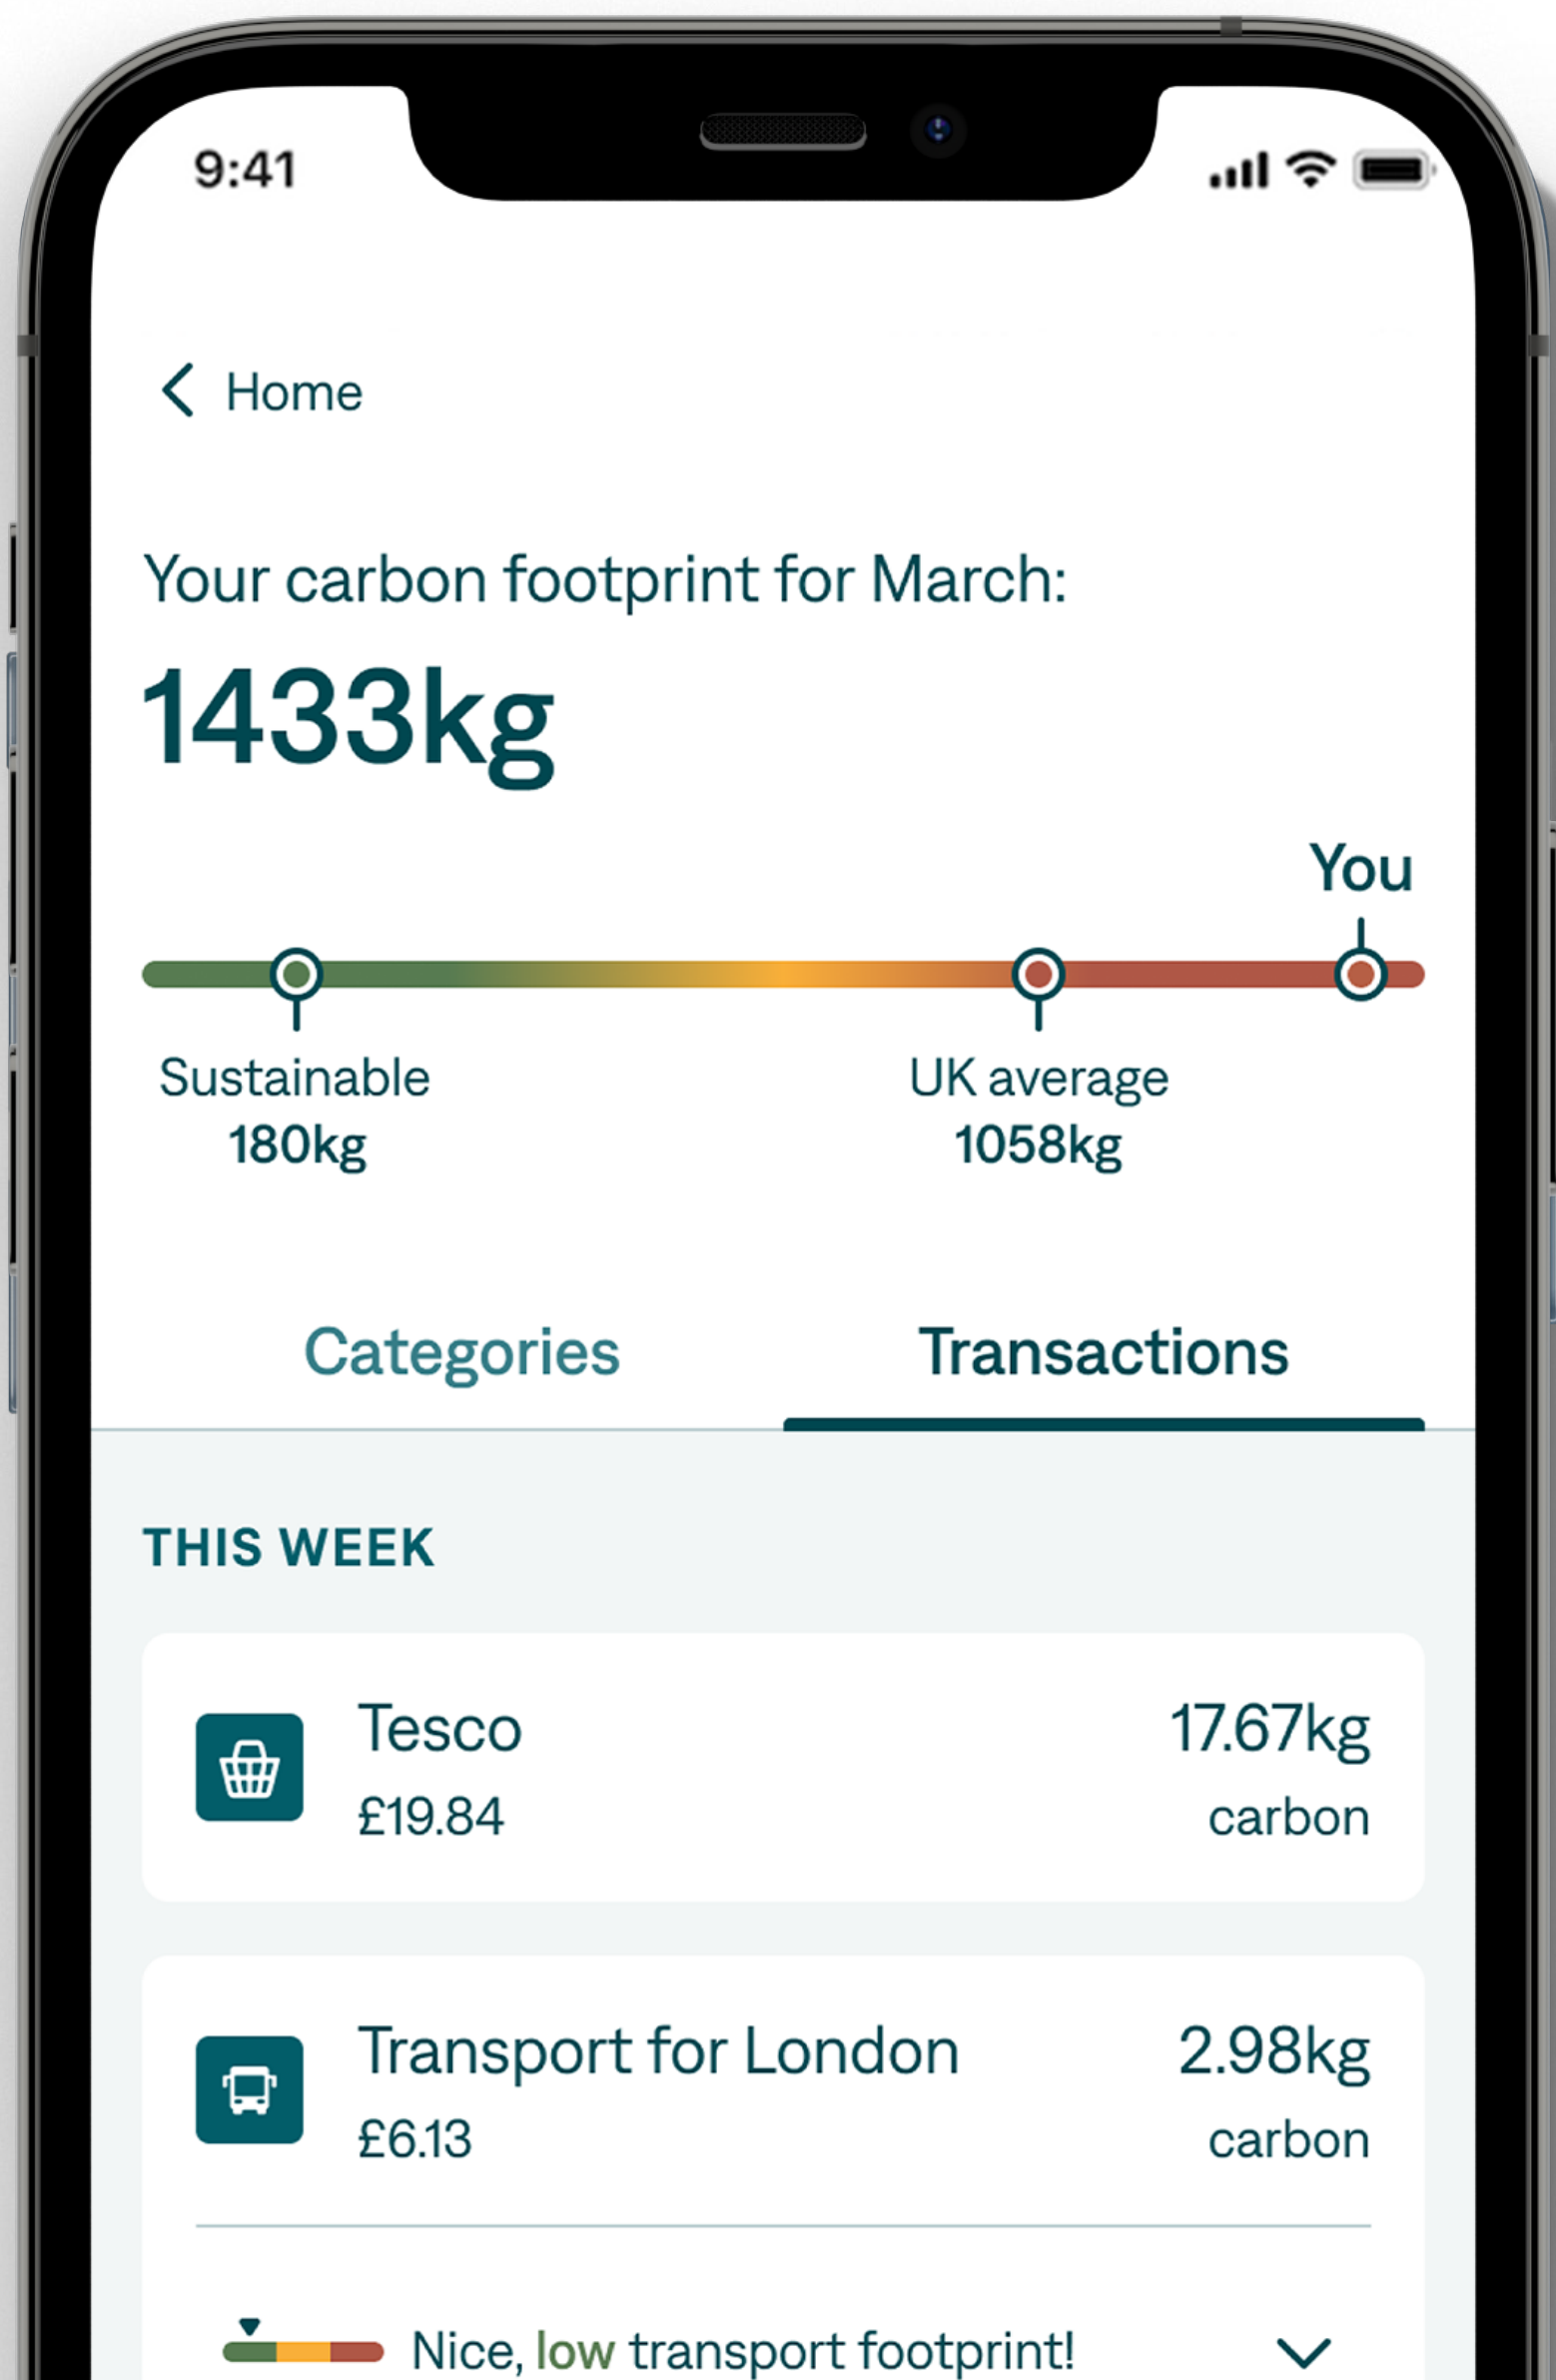 9:41
Home
Your carbon footprint for March:
1433kg
You
Sustainable
180kg
UK average
1058kg
Categories
Transactions
THIS WEEK
Tesco
17.67kg
£19.84
carbon
Transport for London
2.98kg
£6.13
carbon
Nice, low transport footprint!